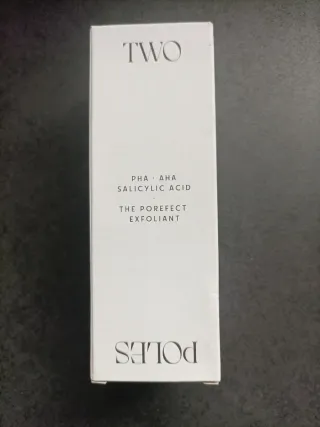 TWO
PHA · AHA
SALICYLIC ACID
THE POREFECT
EXFOLIANT
POLES